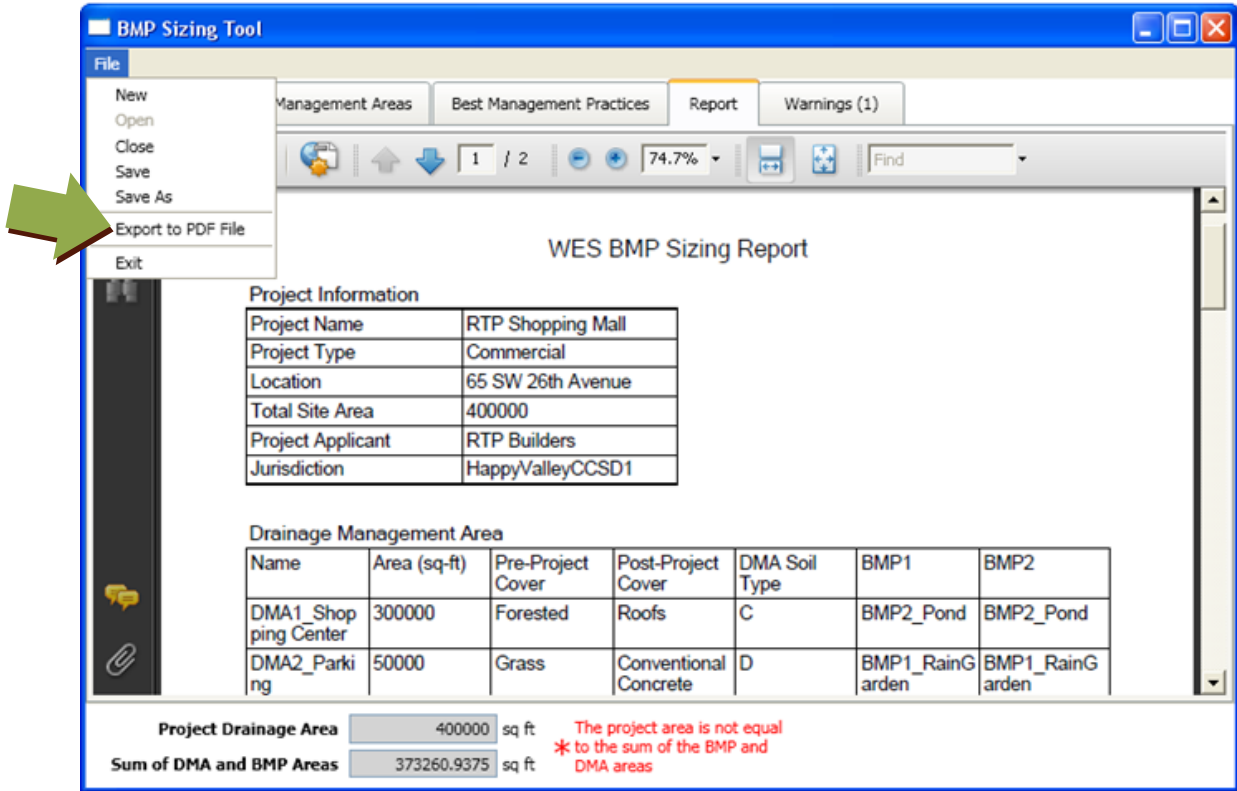 BMP Sizing Tool
File
New
Open
Close
Save
Save As
Export to PDF File
Exit
Management Areas
Best Management Practices
Report
Warnings (1)
1 / 2
74.7%
Find
WES BMP Sizing Report
Project Information
Project Name RTP Shopping Mall
Project Type Commercial
Location 65 SW 26th Avenue
Total Site Area 400000
Project Applicant RTP Builders
Jurisdiction HappyValleyCCSD1
Drainage Management Area
Name Area (sq-ft) Pre-Project Post-Project DMA Soil BMP1 BMP2
Cover Cover Type
DMA1_Shop 300000 Forested Roofs C BMP2_Pond BMP2_Pond
ping Center
DMA2_Parki 50000 Grass Conventional D BMP1_RainG BMP1_RainG
ng Concrete arden arden
Project Drainage Area 400000 sq ft
Sum of DMA and BMP Areas 373260.9375 sq ft
The project area is not equal
* to the sum of the BMP and
DMA areas